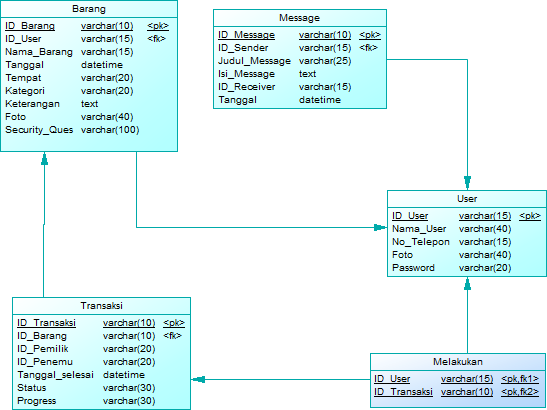 Barang
ID_Barang varchar(10) <pk>
ID_User varchar(15) <fk>
Nama_Barang varchar(15)
Tanggal datetime
Tempat varchar(20)
Kategori varchar(20)
Keterangan text
Foto varchar(40)
Security_Ques varchar(100)
Message
ID_Message varchar(10) <pk>
ID_Sender varchar(15) <fk>
Judul_Message varchar(25)
Isi_Message text
ID_Receiver varchar(15)
Tanggal datetime
User
ID_User varchar(15) <pk>
Nama_User varchar(40)
No_Telepon varchar(15)
Foto varchar(40)
Password varchar(20)
Transaksi
ID_Transaksi varchar(10) <pk>
ID_Barang varchar(10) <fk>
ID_Pemilik varchar(20)
ID_Penemu varchar(20)
Tanggal_selesai datetime
Status varchar(30)
Progress varchar(30)
Melakukan
ID_User varchar(15) <pk,fk1>
ID_Transaksi varchar(10) <pk,fk2>